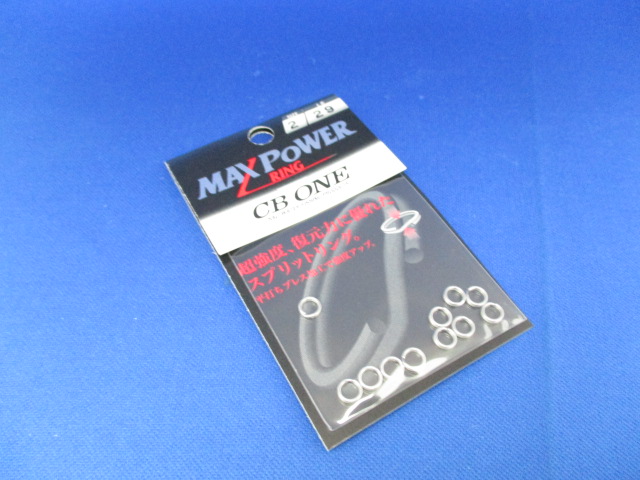 2 29
MAX POWER
RING
CB ONE
超強度、復元力に優れた
スプリットリング。